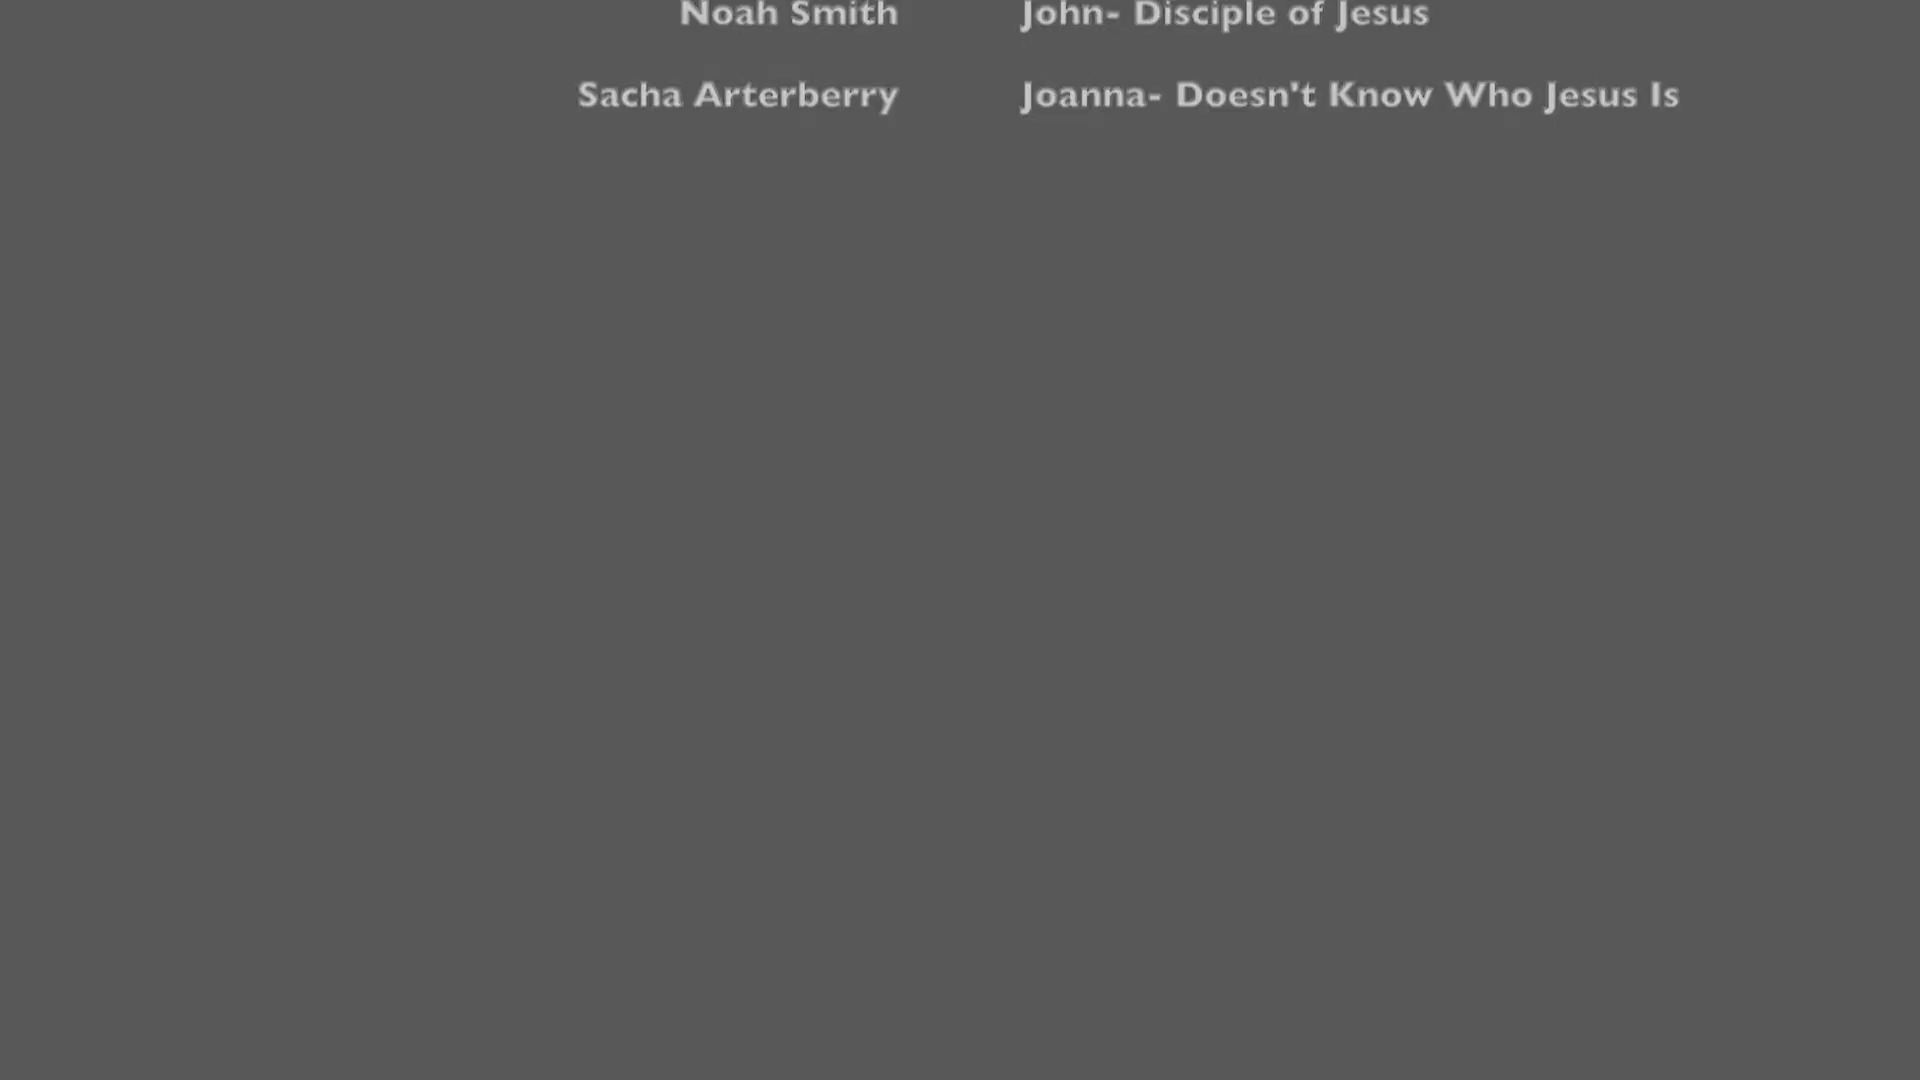 Noah Smith John- Disciple of Jesus
Sacha Arterberry Joanna- Doesn't Know Who Jesus Is